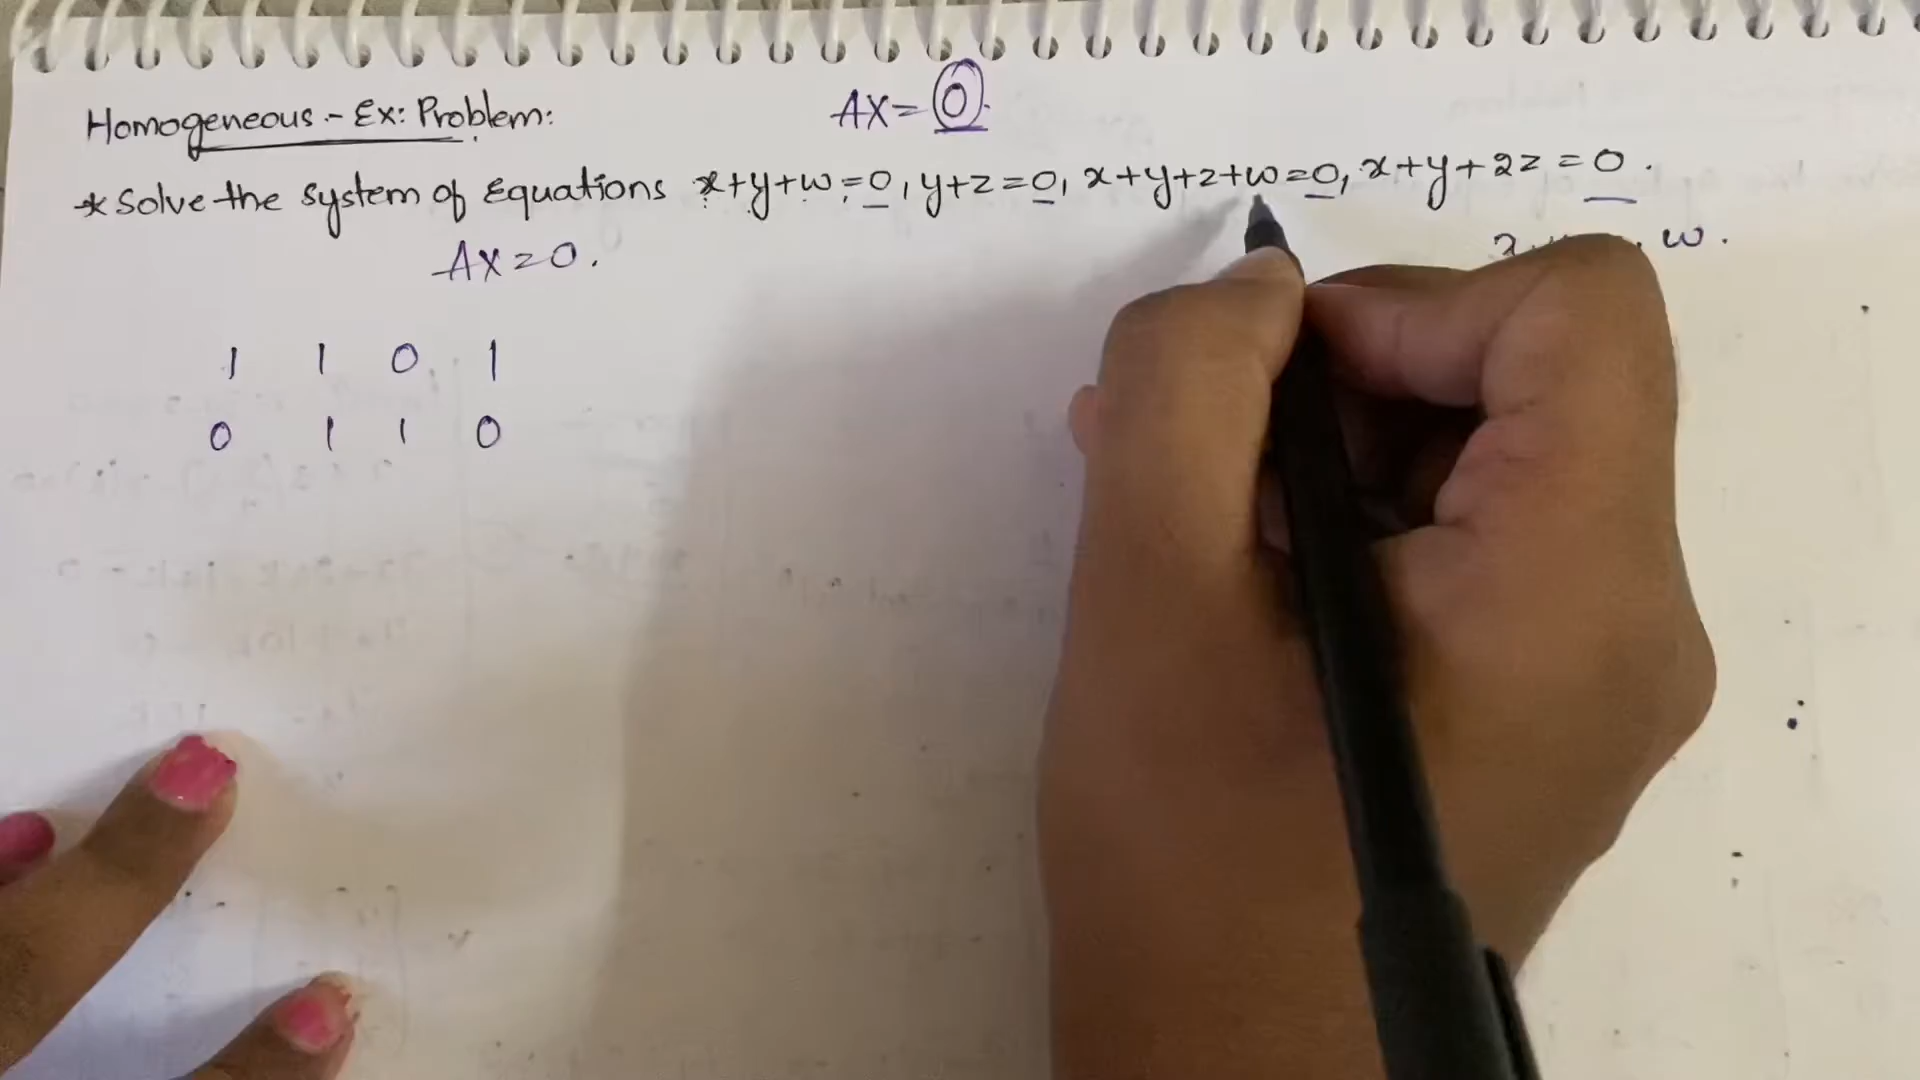 Homogeneous - Ex: Problem:
AX = 0.
* Solve the system of Equations x+y+w=0, y+z=0, x+y+z+w=0, x+y+2z=0.
AX=0.
w.
1 1 0 1
0 1 1 0